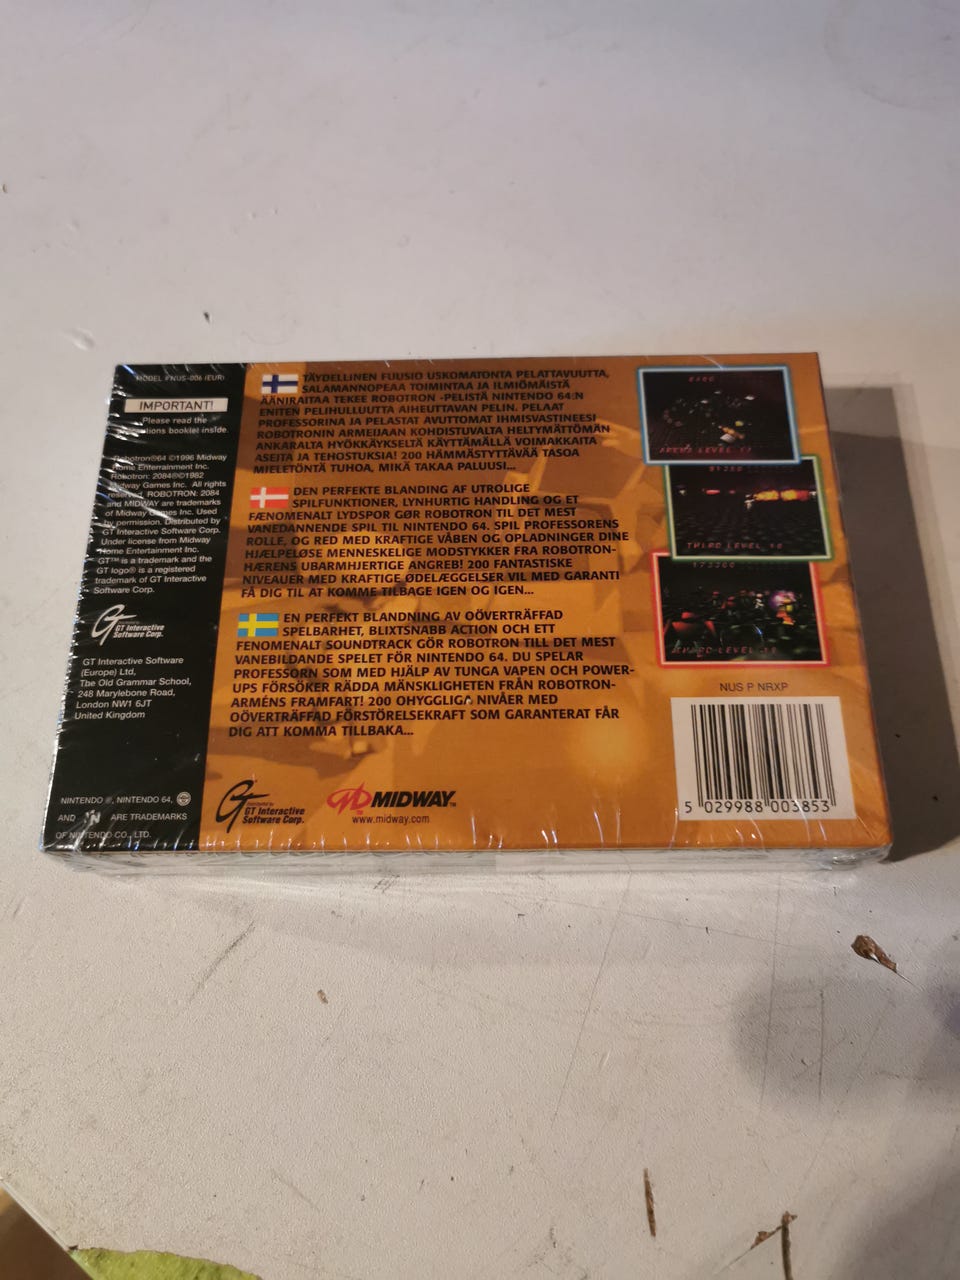 MODEL # NUS-006 (EUR)
IMPORTANT!
Please read the
booklet inside.
Robotron®64 ©1996 Midway
Home Entertainment Inc.
Robotron: 2084®©1982
Midway Games Inc. All rights
reserved. ROBOTRON: 2084
and MIDWAY are trademarks
of Midway Games Inc. Used
by permission. Distributed by
GT Interactive Software Corp.
Under license from Midway
Home Entertainment Inc.
GT™ is a trademark and the
GT logo® is a registered
trademark of GT Interactive
Software Corp.
GT Interactive
Software Corp.
GT Interactive Software
(Europe) Ltd,
The Old Grammar School,
248 Marylebone Road,
London NW1 6JT
United Kingdom
NINTENDO ®, NINTENDO 64,
AND ARE TRADEMARKS
OF NINTENDO CO., LTD.
TÄYDELLINEN FUUSIO USKOMATONTA PELATTAVUUTTA,
SALAMANNOPEAA TOIMINTAA JA ILMIÖMÄISTÄ
ÄÄNIRAITAA TEKEE ROBOTRON -PELISTÄ NINTENDO 64:N
ENITEN PELIHULLUUTTA AIHEUTTAVAN PELIN. PELAAT
PROFESSORINA JA PELASTAT AVUTTOMAT IHMISVASTINEESI
ROBOTRONIN ARMEIJAAN KOHDISTUVALTA HELTYMÄTTÖMÄN
ANKARALTA HYÖKKÄYKSELTÄ KÄYTTÄMÄLLÄ VOIMAKKAITA
ASEITA JA TEHOSTUKSIA! 200 HÄMMÄSTYTTÄVÄÄ TASOA
MIELETÖNTÄ TUHOA, MIKÄ TAKAA PALUUSI...
DEN PERFEKTE BLANDING AF UTROLIGE
SPILFUNKTIONER, LYNHURTIG HANDLING OG ET
FÆNOMENALT LYDSPOR GØR ROBOTRON TIL DET MEST
VANEDANNENDE SPIL TIL NINTENDO 64. SPIL PROFESSORENS
ROLLE, OG RED MED KRAFTIGE VÅBEN OG OPLADNINGER DINE
HJÆLPELØSE MENNESKELIGE MODSTYKKER FRA ROBOTRON-
HÆRENS UBARMHJERTIGE ANGREB! 200 FANTASTISKE
NIVEAUER MED KRAFTIGE ØDELÆGGELSER VIL MED GARANTI
FÅ DIG TIL AT KOMME TILBAGE IGEN OG IGEN...
EN PERFEKT BLANDNING AV OÖVERTRÄFFAD
SPELBARHET, BLIXTSNABB ACTION OCH ETT
FENOMENALT SOUNDTRACK GÖR ROBOTRON TILL DET MEST
VANEBILDANDE SPELET FÖR NINTENDO 64. DU SPELAR
PROFESSORN SOM MED HJÄLP AV TUNGA VAPEN OCH POWER-
UPS FÖRSÖKER RÄDDA MÄNSKLIGHETEN FRÅN ROBOTRON-
ARMÉNS FRAMFART! 200 OHYGGLIGA NIVÅER MED
OÖVERTRÄFFAD FÖRSTÖRELSEKRAFT SOM GARANTERAT FÅR
DIG ATT KOMMA TILLBAKA...
Distributed by
GT Interactive
Software Corp.
MIDWAY™
www.midway.com
THIRD LEVEL 10
NUS P NRXP
5 029988 003853